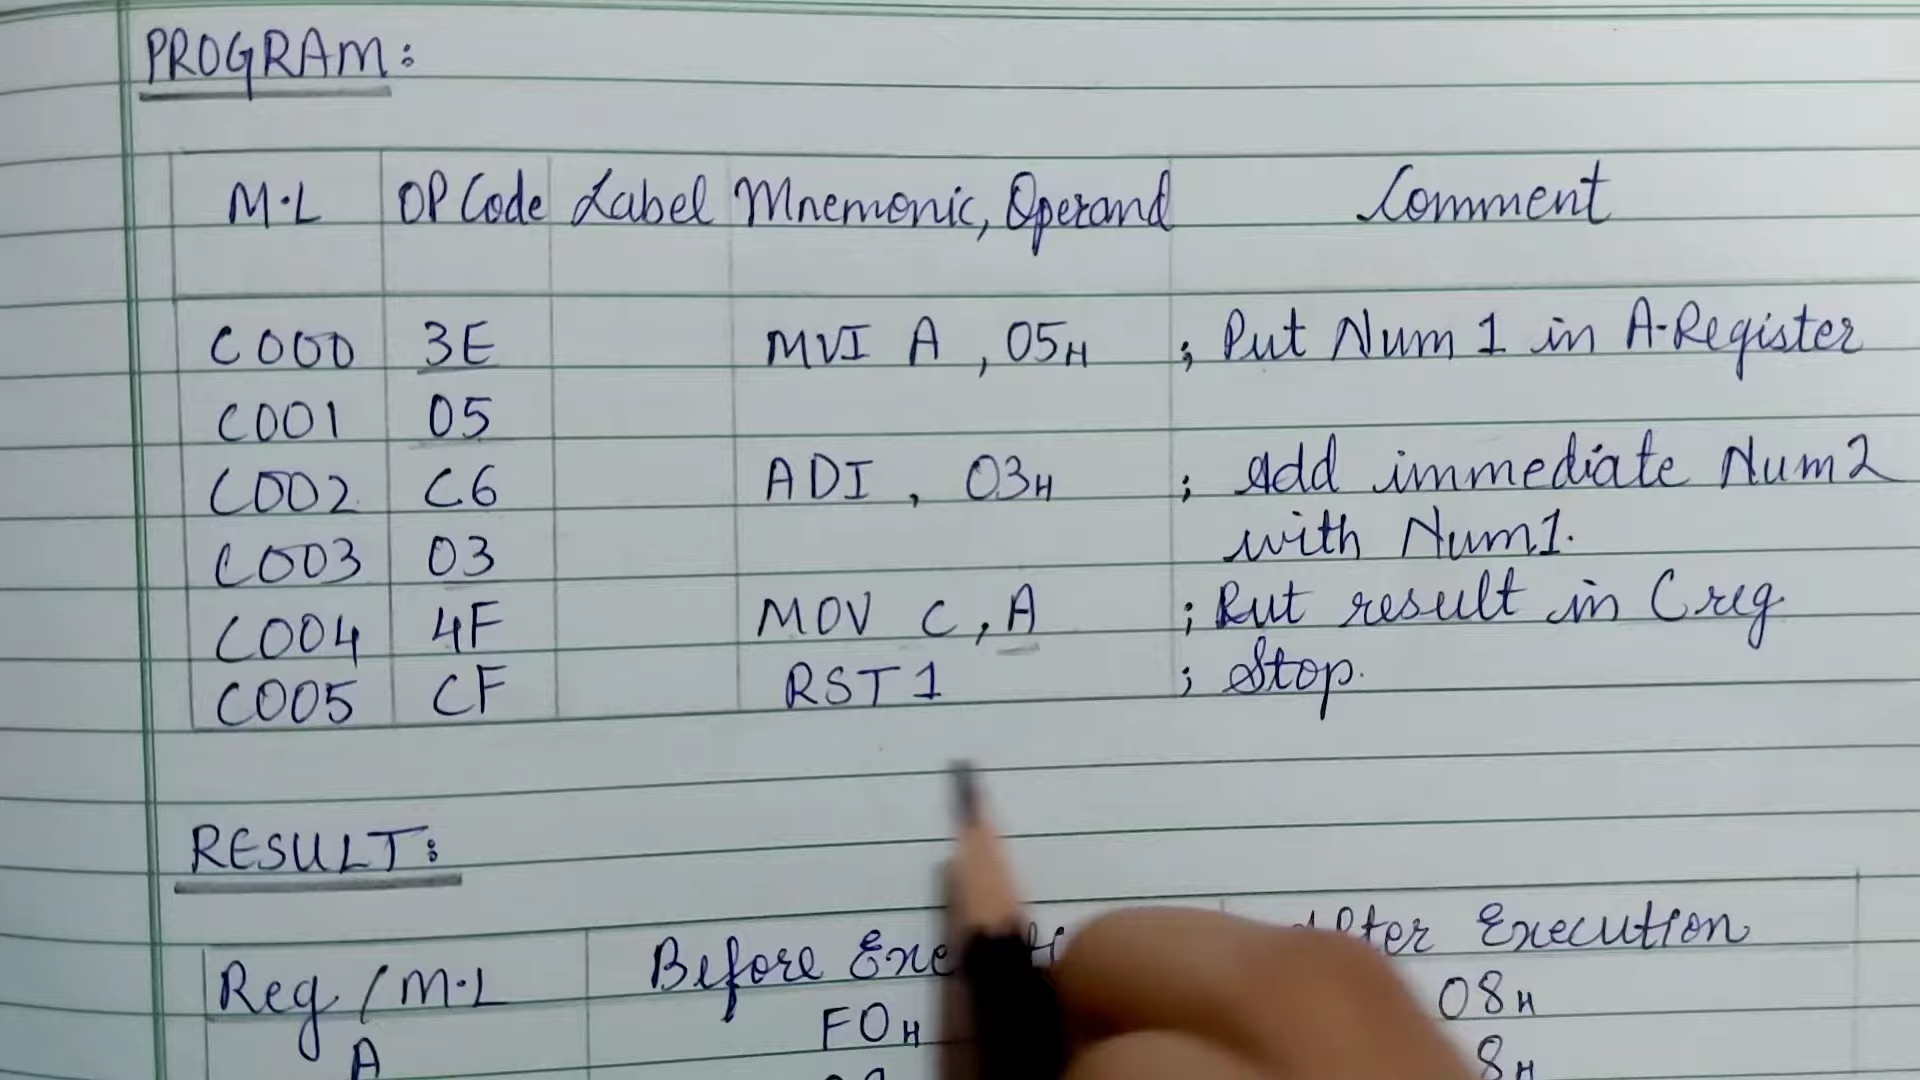 PROGRAM:
M·L OP Code Label Mnemonic, Operand Comment
C000 3E MVI A , 05H ; Put Num 1 in A-Register
C001 05
C002 C6 ADI , 03H ; Add immediate Num2
C003 03 with Num1.
C004 4F MOV C, A ; Put result in C reg
C005 CF RST 1 ; Stop.
RESULT:
Reg / M·L Before Execution
A F0H 08H
8H